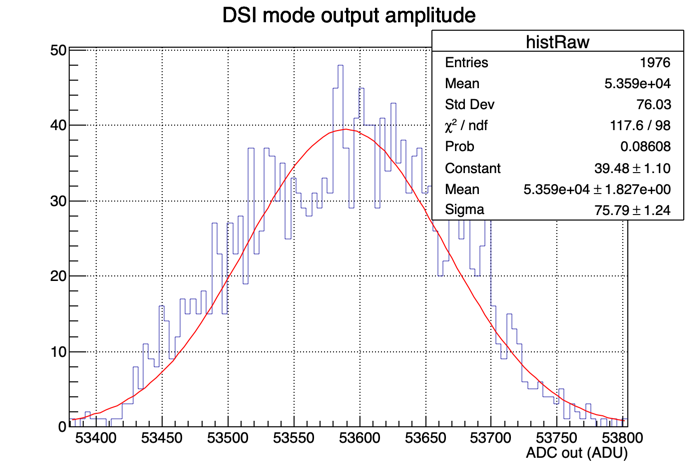 DSI mode output amplitude
histRaw
Entries 1976
Mean 5.359e+04
Std Dev 76.03
χ² / ndf 117.6 / 98
Prob 0.08608
Constant 39.48 ± 1.10
Mean 5.359e+04 ± 1.827e+00
Sigma 75.79 ± 1.24
50
40
30
20
10
0
53400 53450 53500 53550 53600 53650 53700 53750 53800
ADC out (ADU)